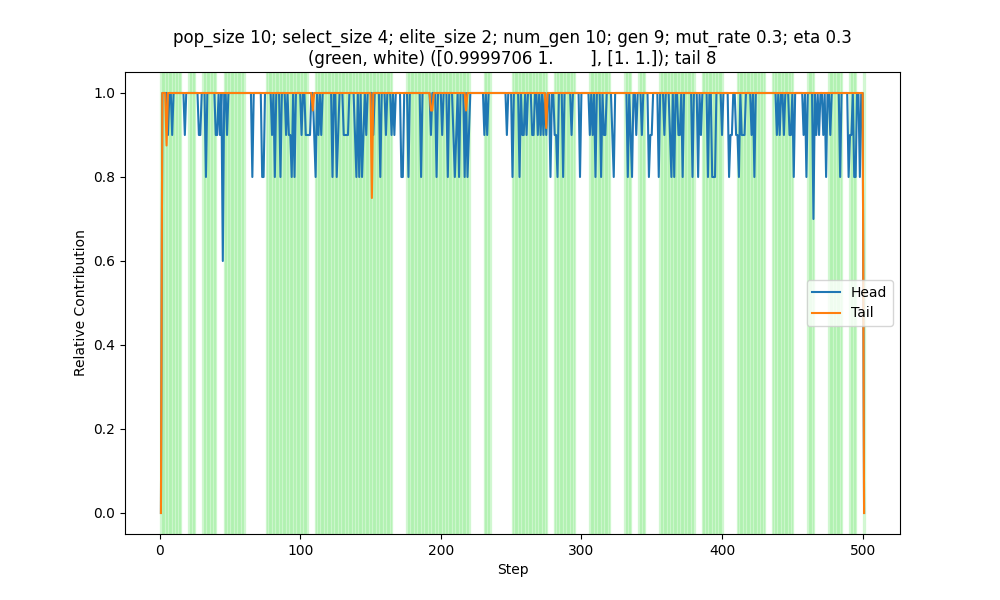 pop_size 10; select_size 4; elite_size 2; num_gen 10; gen 9; mut_rate 0.3; eta 0.3
(green, white) ([0.9999706 1.        ], [1. 1.]); tail 8
1.0
0.8
0.6
0.4
0.2
0.0
Relative Contribution
Head
Tail
0 100 200 300 400 500
Step